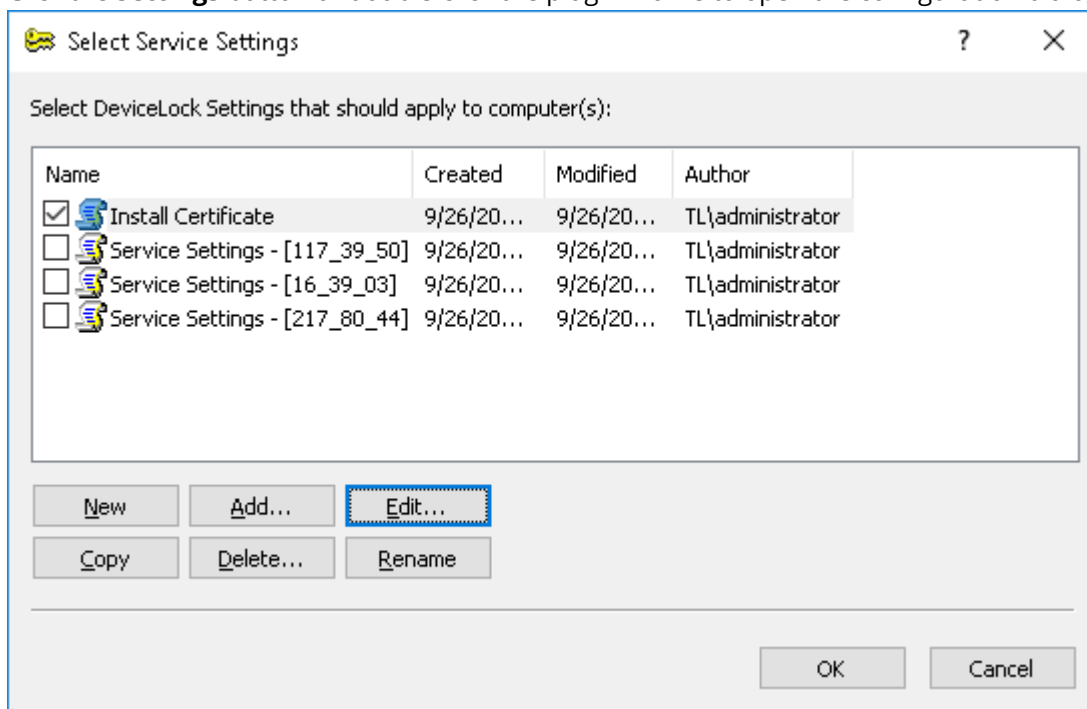 Select Service Settings
Select DeviceLock Settings that should apply to computer(s):
Name Created Modified Author
Install Certificate 9/26/20... 9/26/20... TL\administrator
Service Settings - [117_39_50] 9/26/20... 9/26/20... TL\administrator
Service Settings - [16_39_03] 9/26/20... 9/26/20... TL\administrator
Service Settings - [217_80_44] 9/26/20... 9/26/20... TL\administrator
New Add... Edit...
Copy Delete... Rename
OK Cancel